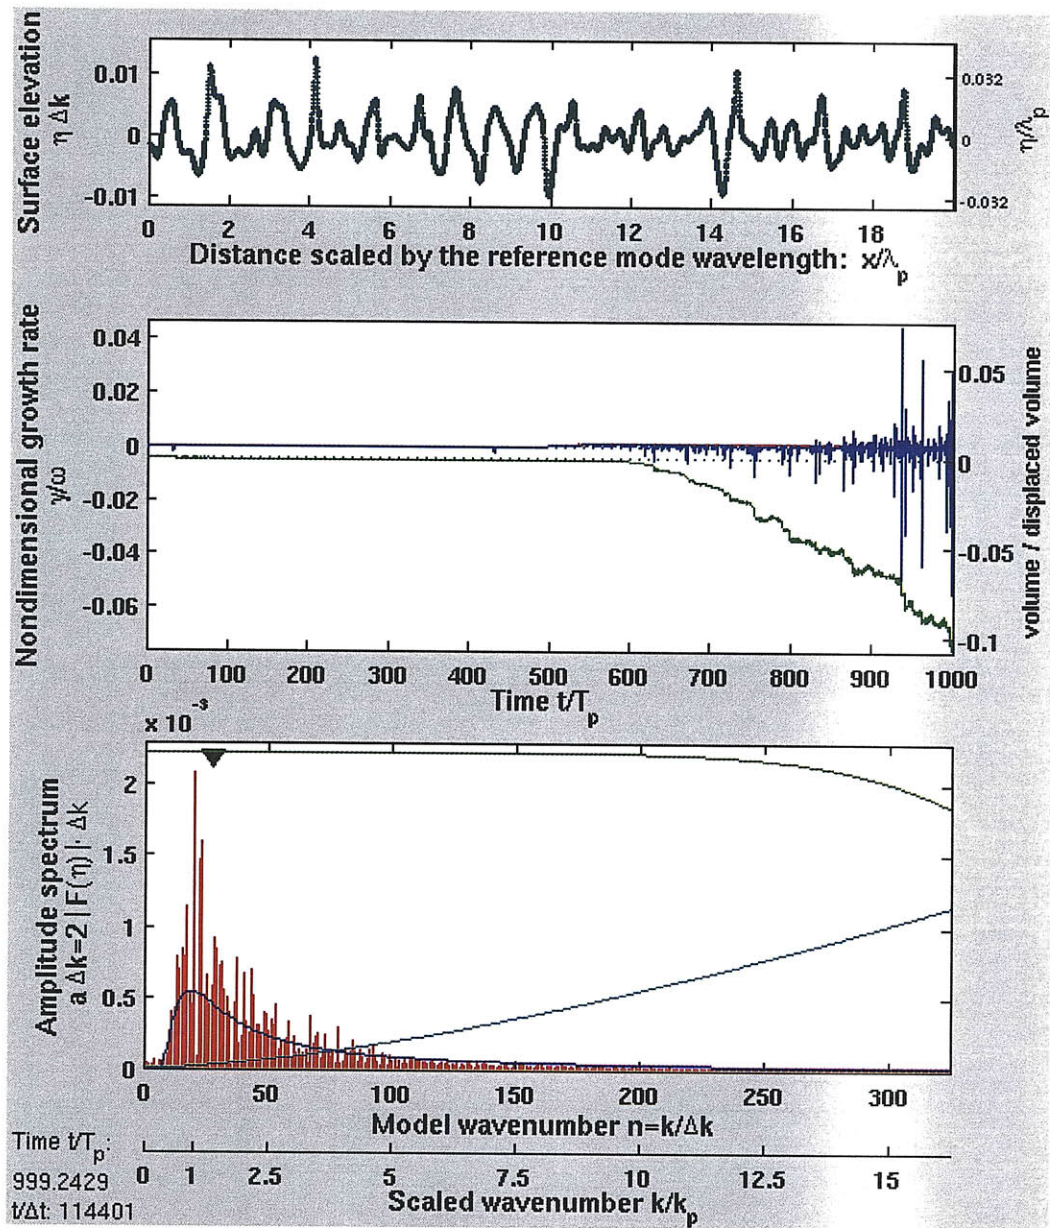 Surface elevation
η Δk
0.01
0
-0.01
0.032
0
-0.032
η/λp
0 2 4 6 8 10 12 14 16 18
Distance scaled by the reference mode wavelength: x/λp
Nondimensional growth rate
γ/ω
0.04
0.02
0
-0.02
-0.04
-0.06
0.05
0
-0.05
-0.1
volume / displaced volume
0 100 200 300 400 500 600 700 800 900 1000
Time t/Tp
x 10⁻³
Amplitude spectrum
a Δk=2 | F(η) |· Δk
2
1.5
1
0.5
0
0 50 100 150 200 250 300
Model wavenumber n=k/Δk
Time t/Tp:
999.2429
t/Δt: 114401
0 1 2.5 5 7.5 10 12.5 15
Scaled wavenumber k/kp